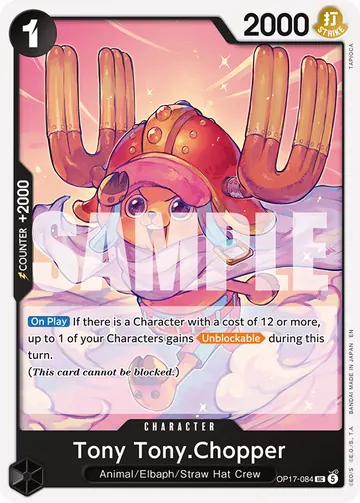 1
2000
打
STRIKE
TAPIOCA
COUNTER +2000
SAMPLE
On Play If there is a Character with a cost of 12 or more,
up to 1 of your Characters gains Unblockable during this
turn.
(This card cannot be blocked.)
CHARACTER
Tony Tony.Chopper
Animal/Elbaph/Straw Hat Crew
OP17-084 UC 5
©E.O./S. ©E.O./S., T.A. BANDAI MADE IN JAPAN EN